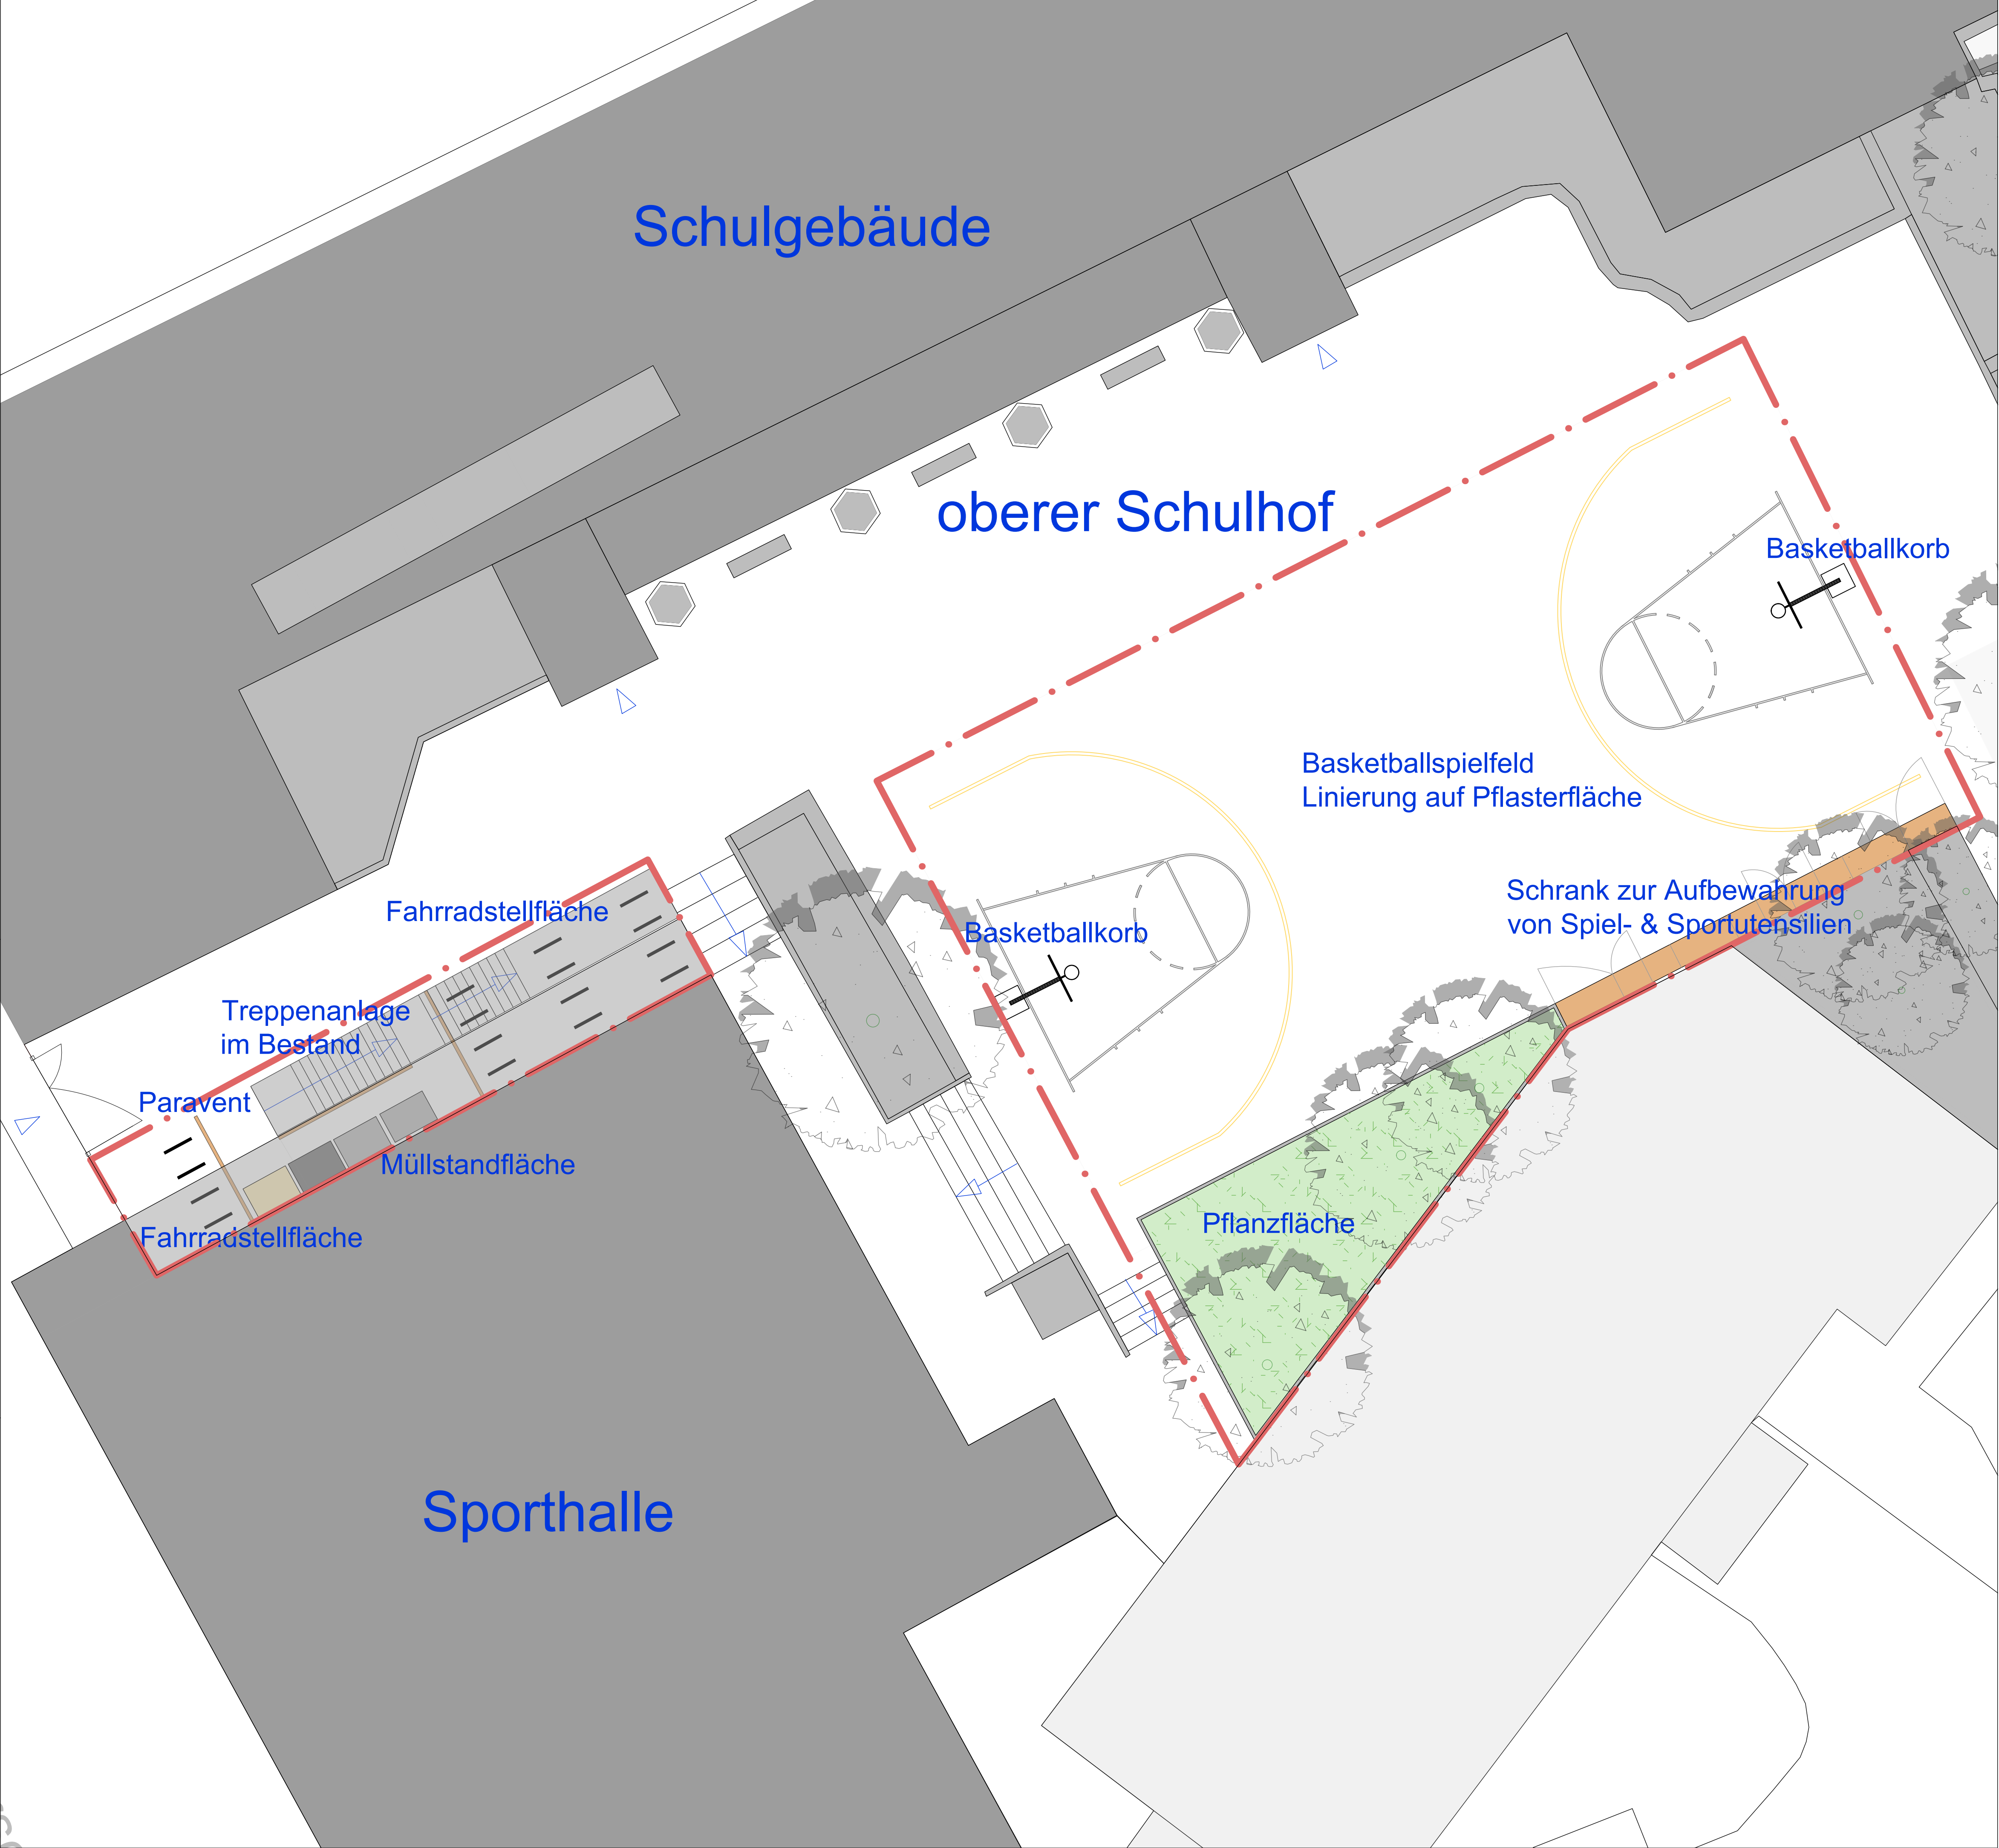 Schulgebäude
oberer Schulhof
Basketballkorb
Basketballspielfeld
Linierung auf Pflasterfläche
Fahrradstellfläche
Schrank zur Aufbewahrung
von Spiel- & Sportutensilien
Basketballkorb
Treppenanlage
im Bestand
Paravent
Müllstandfläche
Fahrradstellfläche
Pflanzfläche
Sporthalle